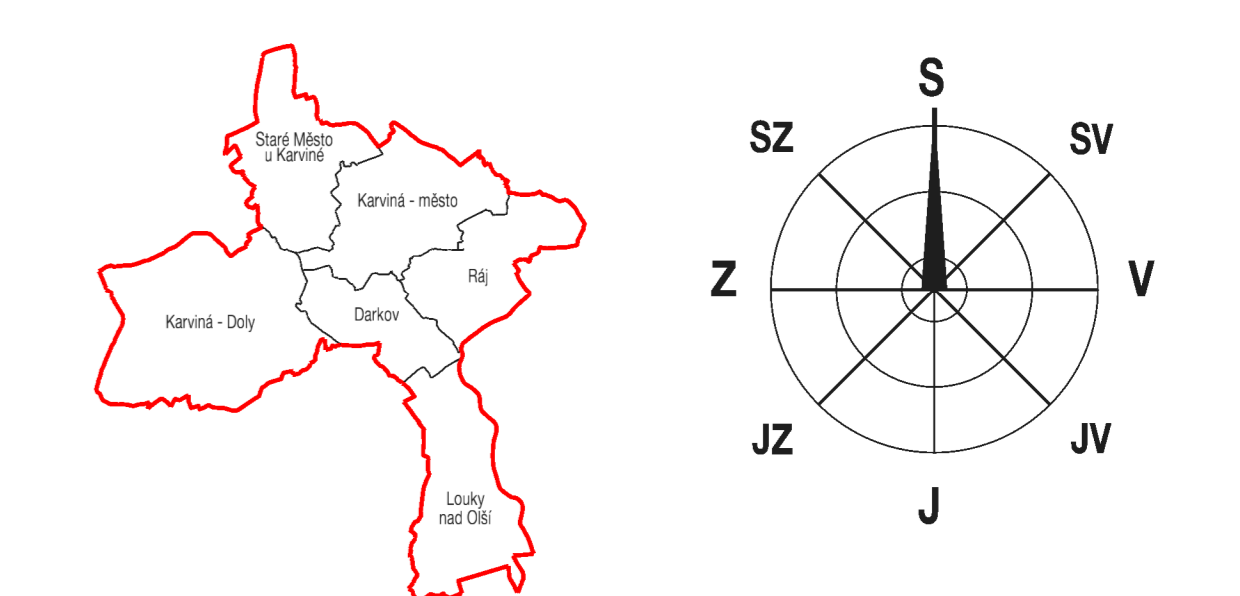 Staré Město
u Karviné
Karviná - město
Ráj
Karviná - Doly
Darkov
Louky
nad Olší
S
SZ
SV
Z
V
JZ
JV
J